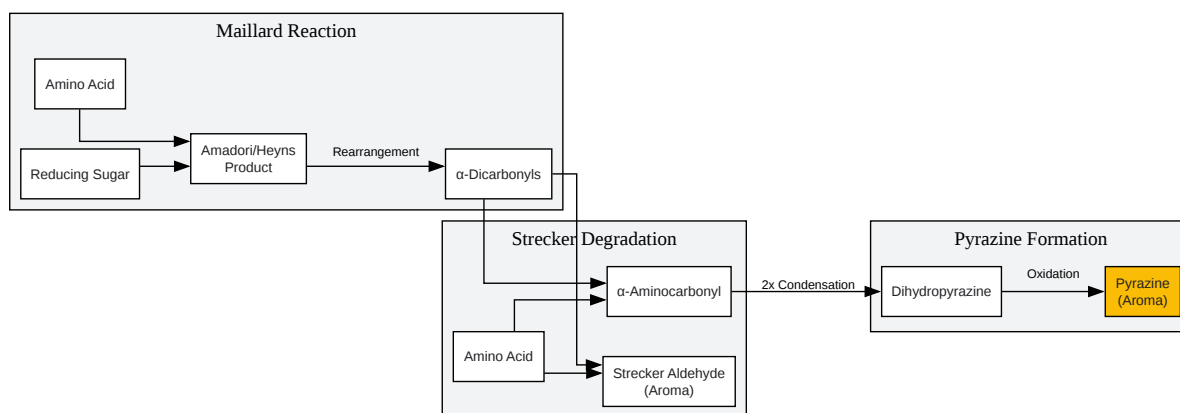 Maillard Reaction
Amino Acid
Reducing Sugar
Amadori/Heyns
Product
Rearrangement
α-Dicarbonyls
Strecker Degradation
α-Aminocarbonyl
Amino Acid
Strecker Aldehyde
(Aroma)
2x Condensation
Pyrazine Formation
Dihydropyrazine
Oxidation
Pyrazine
(Aroma)